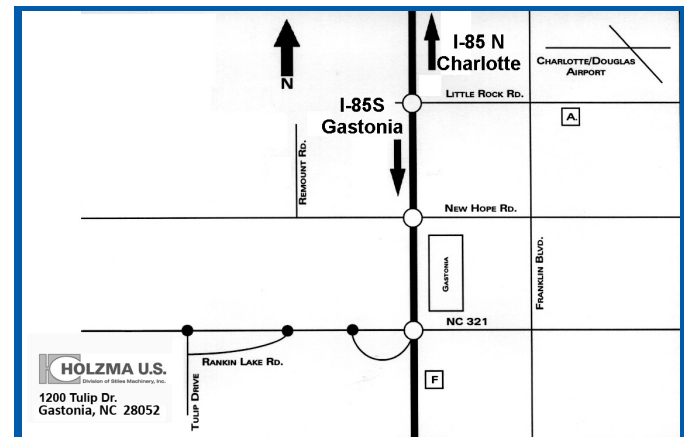 I-85 N
Charlotte
CHARLOTTE/DOUGLAS
AIRPORT
N
LITTLE ROCK RD.
I-85S
Gastonia
A.
REMOUNT RD.
NEW HOPE RD.
GASTONIA
FRANKLIN BLVD.
NC 321
RANKIN LAKE RD.
HOLZMA U.S.
Division of Stiles Machinery, Inc.
1200 Tulip Dr.
Gastonia, NC 28052
TULIP DRIVE
F